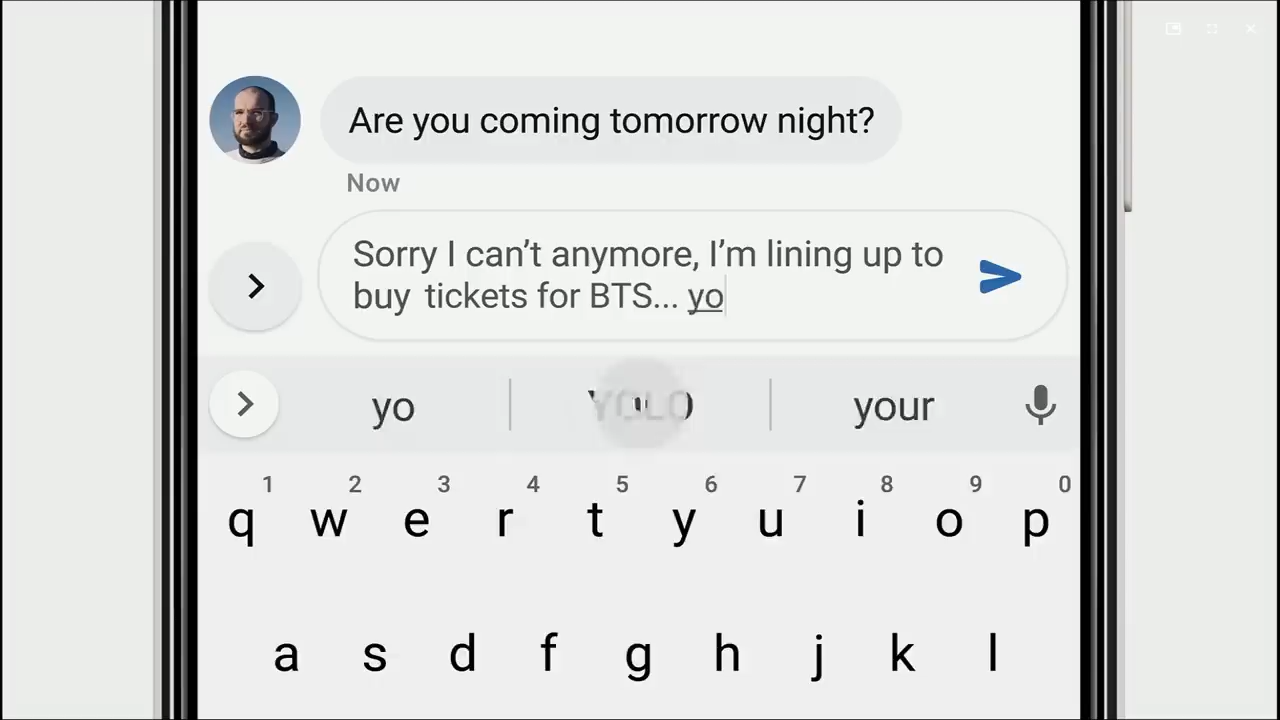 Are you coming tomorrow night?
Now
Sorry I can’t anymore, I’m lining up to
buy tickets for BTS... yo
yo YOLO your
1 2 3 4 5 6 7 8 9 0
q w e r t y u i o p
a s d f g h j k l